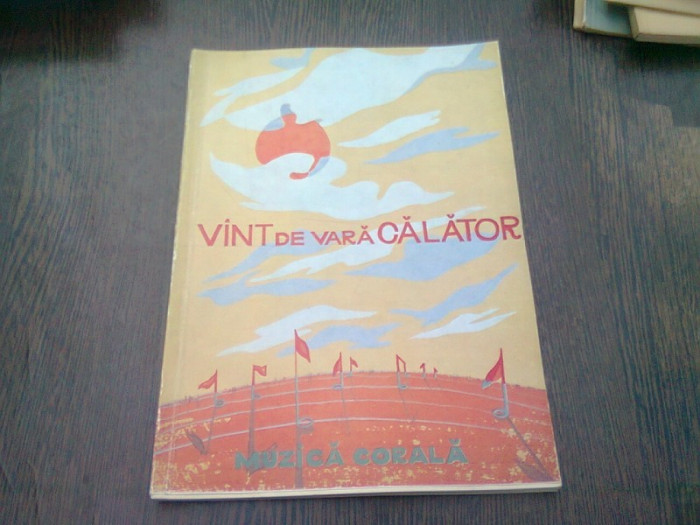 VÎNT DE VARĂ CĂLĂTOR
MUZICĂ CORALĂ